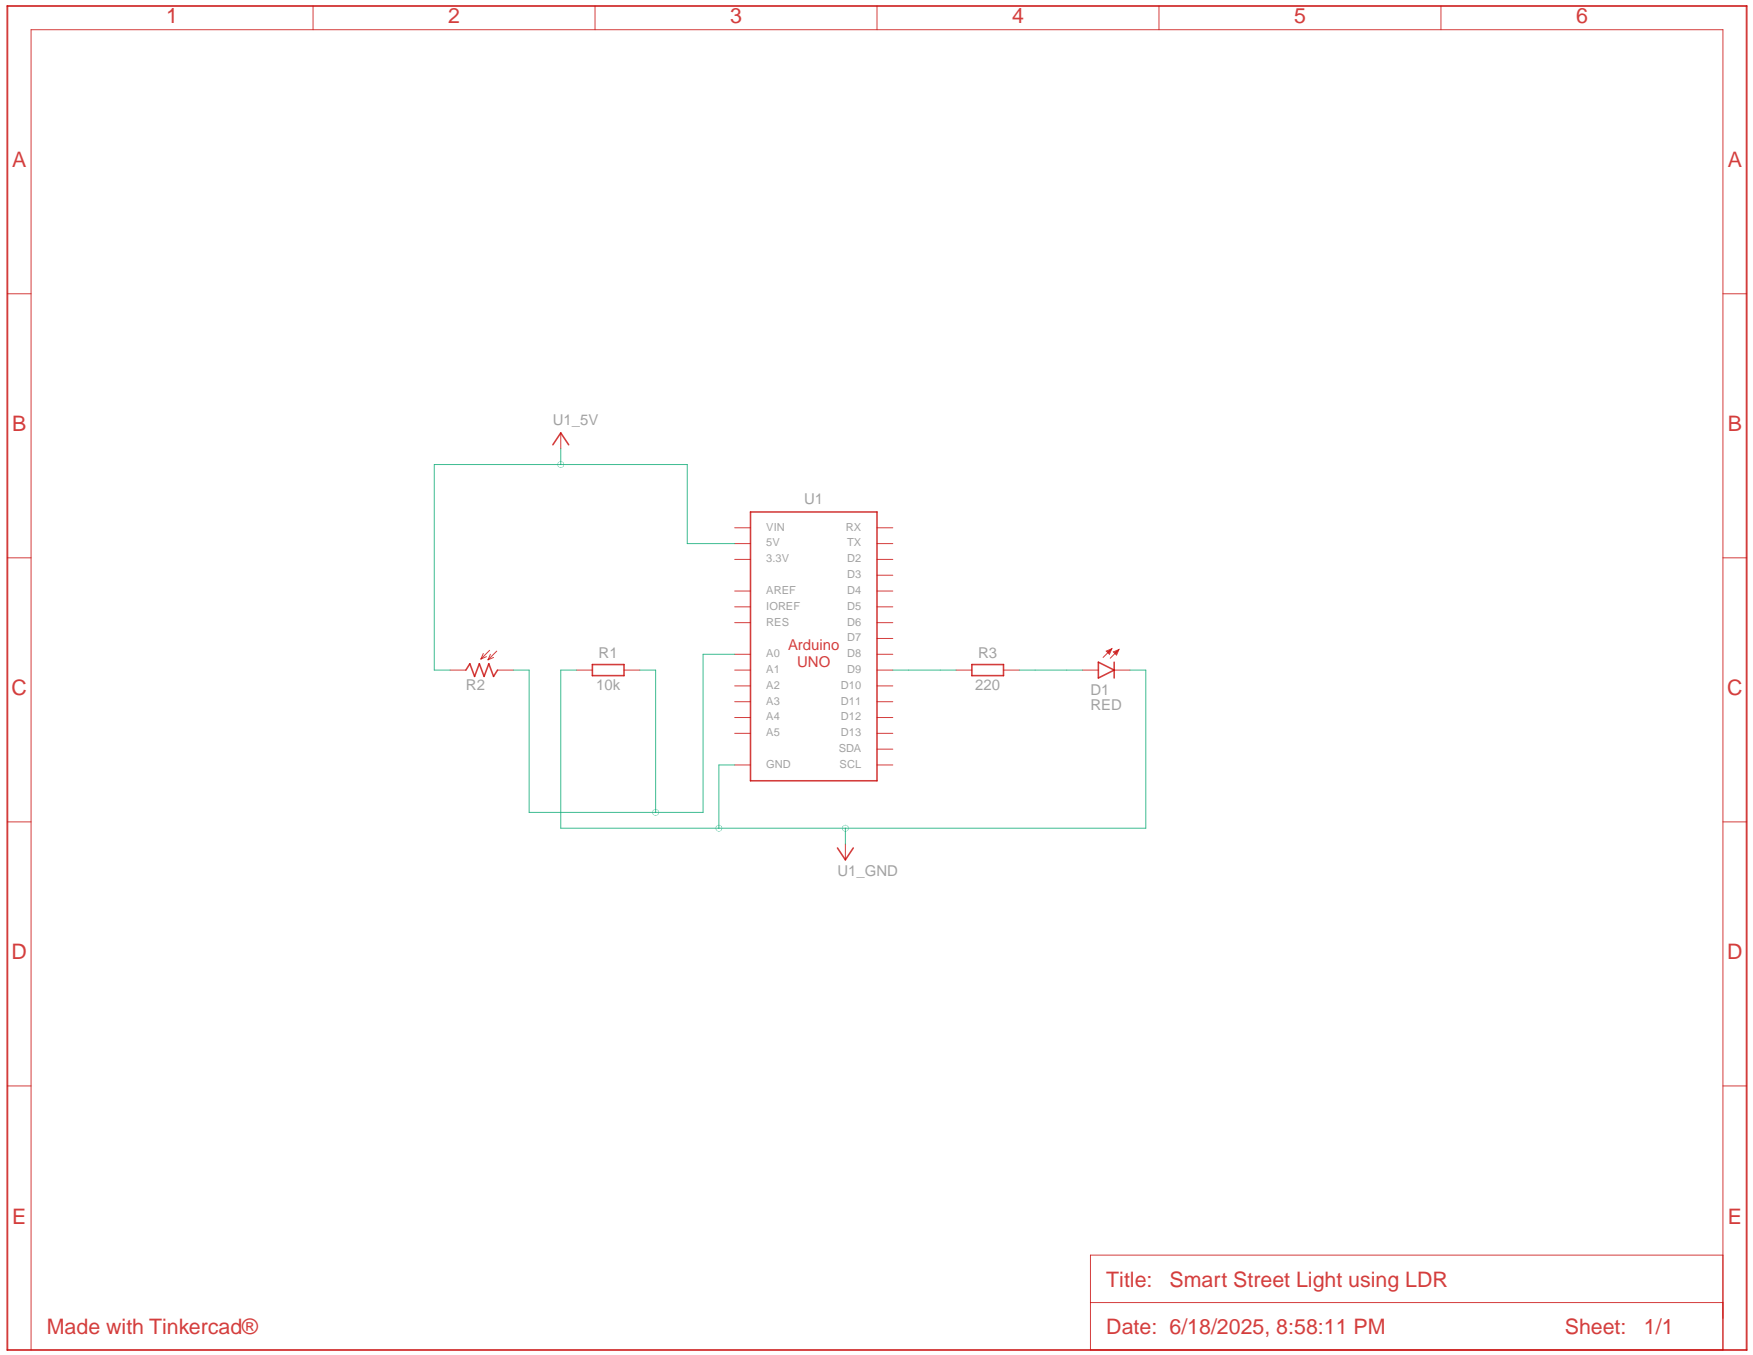 1 2 3 4 5 6
A A
B B
U1_5V
U1
VIN RX
5V TX
3.3V D2
D3
AREF D4
IOREF D5
RES D6
D7
A0 D8
A1 D9
A2 D10
A3 D11
A4 D12
A5 D13
SDA
GND SCL
Arduino
UNO
R2
R1
10k
R3
220
D1
RED
C C
U1_GND
D D
E E
Title: Smart Street Light using LDR
Date: 6/18/2025, 8:58:11 PM Sheet: 1/1
Made with Tinkercad®